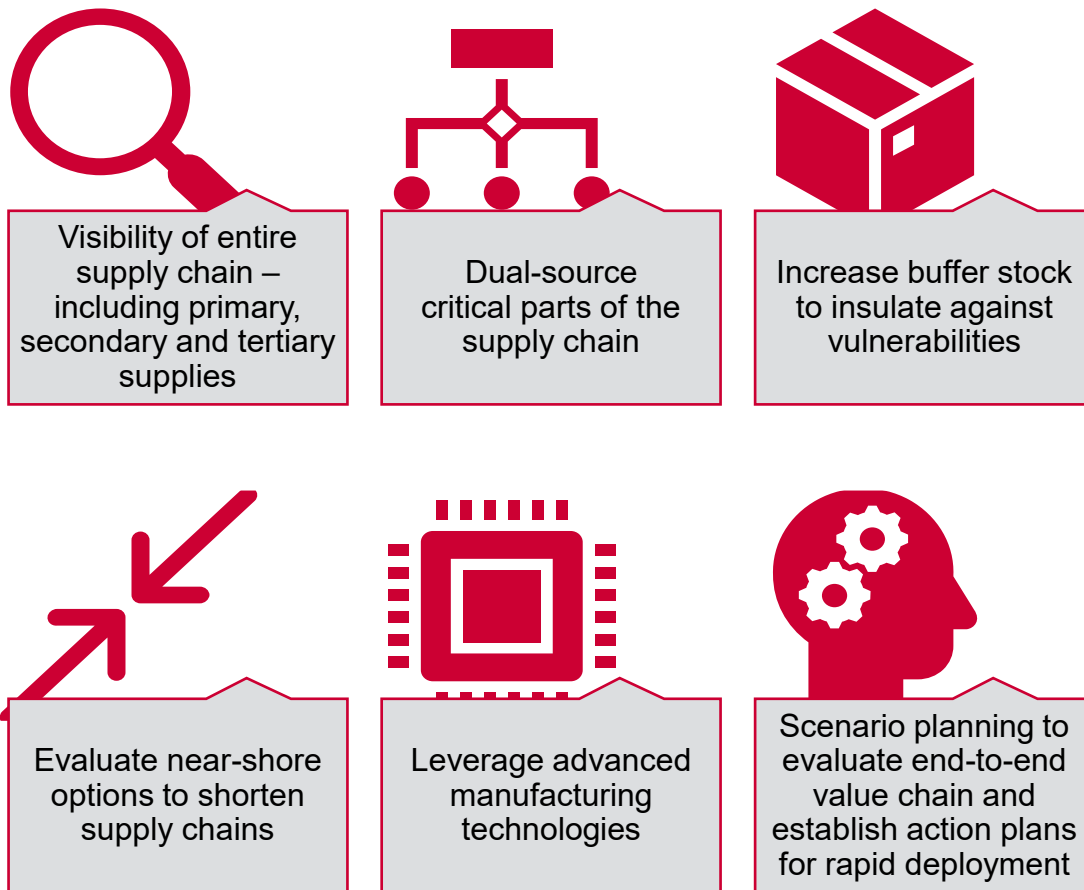 Visibility of entire
supply chain –
including primary,
secondary and tertiary
supplies
Dual-source
critical parts of the
supply chain
Increase buffer stock
to insulate against
vulnerabilities
Evaluate near-shore
options to shorten
supply chains
Leverage advanced
manufacturing
technologies
Scenario planning to
evaluate end-to-end
value chain and
establish action plans
for rapid deployment